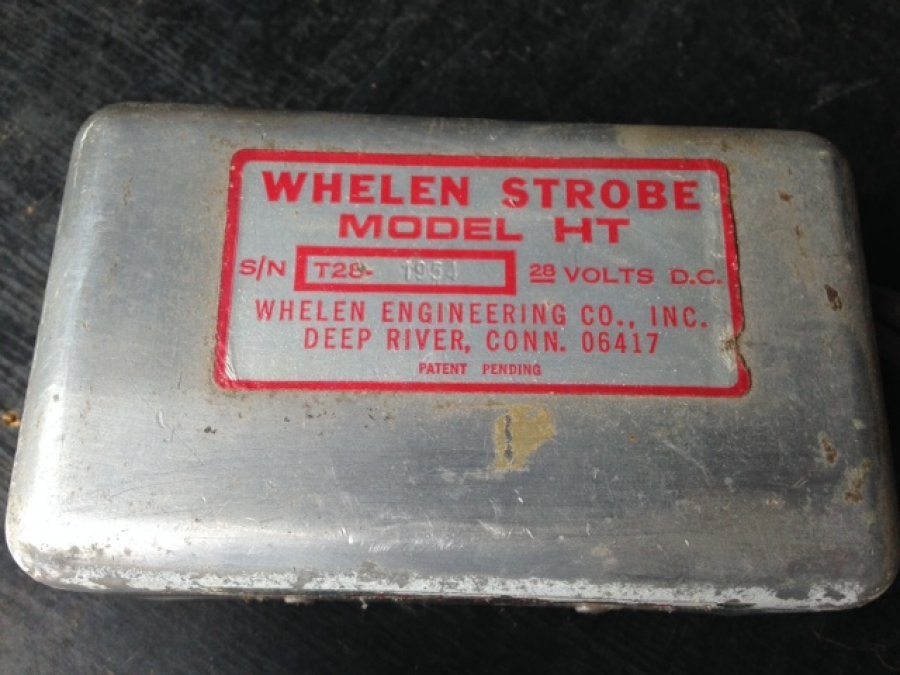 WHELEN STROBE
MODEL HT
S/N T28- 28 VOLTS D.C.
WHELEN ENGINEERING CO., INC.
DEEP RIVER, CONN. 06417
PATENT PENDING